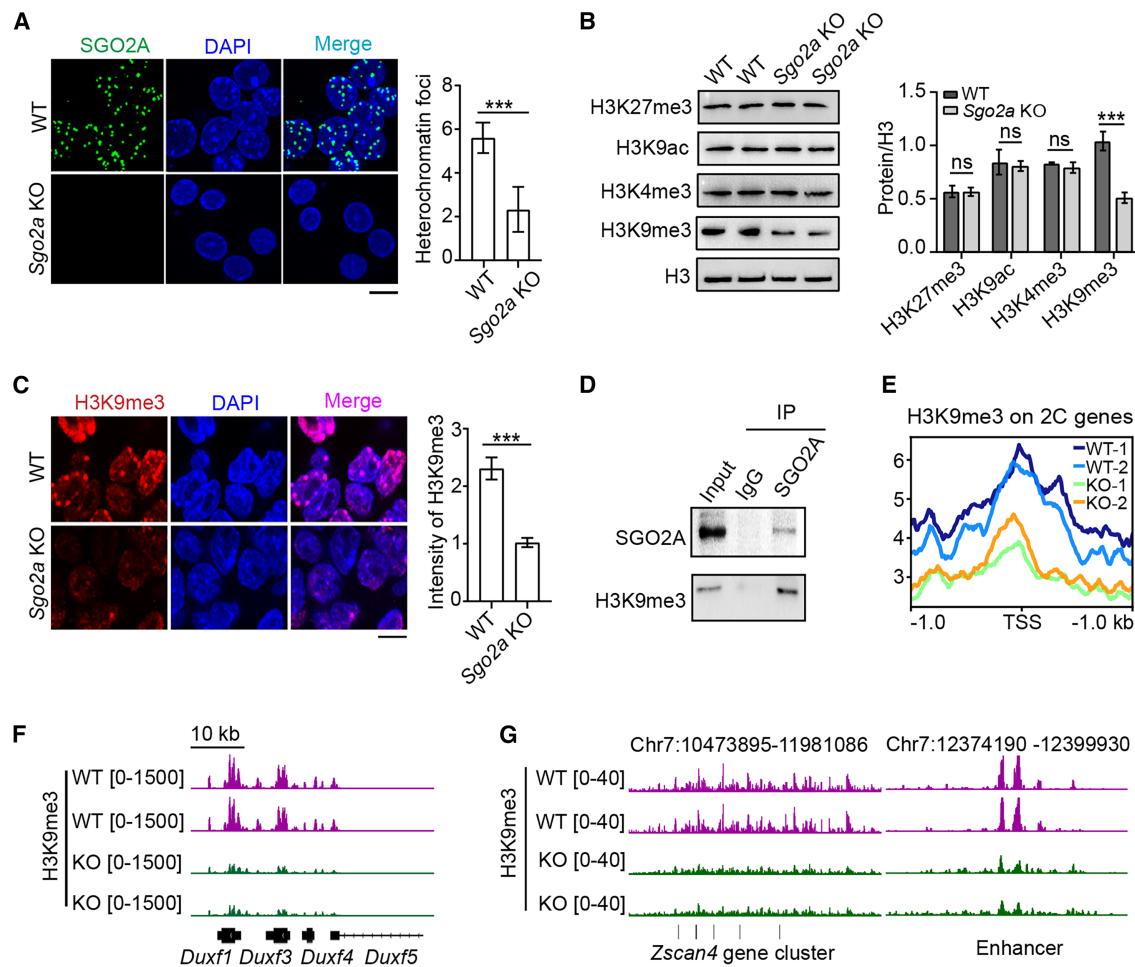 A
SGO2A DAPI Merge
WT
Sgo2a KO
Heterochromatin foci
8
6
4
2
0
***
WT
Sgo2a KO
B
WT WT Sgo2a KO Sgo2a KO
H3K27me3
H3K9ac
H3K4me3
H3K9me3
H3
Protein/H3
1.5
1.0
0.5
0.0
WT
Sgo2a KO
ns ns ns ***
H3K27me3 H3K9ac H3K4me3 H3K9me3
C
H3K9me3 DAPI Merge
WT
Sgo2a KO
Intensity of H3K9me3
3
2
1
0
***
WT
Sgo2a KO
D
IP
Input IgG SGO2A
SGO2A
H3K9me3
E
H3K9me3 on 2C genes
6
5
4
3
WT-1
WT-2
KO-1
KO-2
-1.0 TSS -1.0 kb
F
10 kb
H3K9me3
WT [0-1500]
WT [0-1500]
KO [0-1500]
KO [0-1500]
Duxf1 Duxf3 Duxf4 Duxf5
G
Chr7:10473895-11981086 Chr7:12374190 -12399930
H3K9me3
WT [0-40]
WT [0-40]
KO [0-40]
KO [0-40]
Zscan4 gene cluster Enhancer